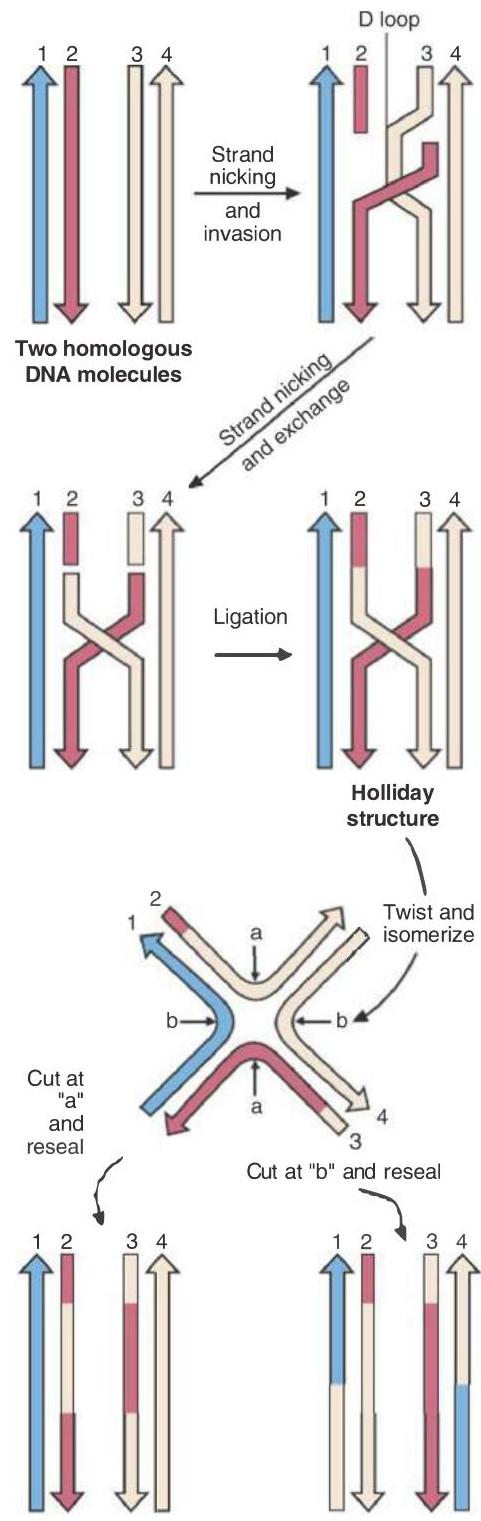 D loop
1 2 3 4
1 2 3 4
Strand
nicking
and
invasion
Two homologous
DNA molecules
Strand nicking
and exchange
1 2 3 4
1 2 3 4
Ligation
Holliday
structure
Twist and
isomerize
2
1
a
b
b
a
4
3
Cut at
"a"
and
reseal
Cut at "b" and reseal
1 2 3 4
1 2 3 4